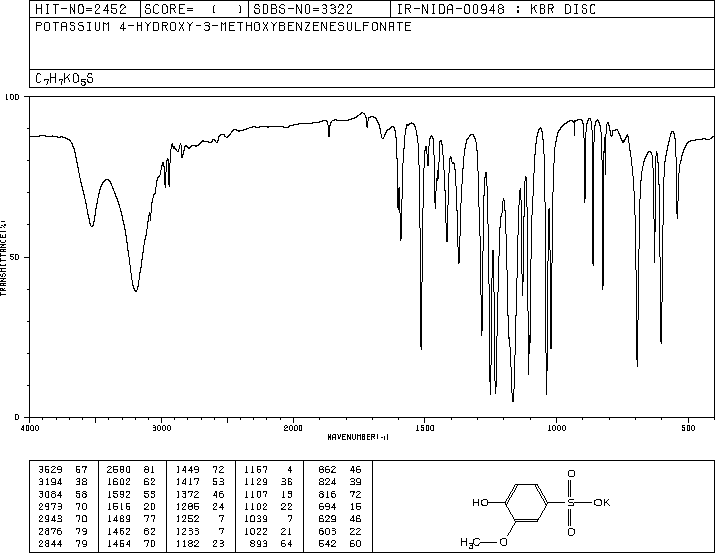 HIT-NO=2452 SCORE= ( ) SDBS-NO=3322 IR-NIDA-00948 : KBR DISC
POTASSIUM 4-HYDROXY-3-METHOXYBENZENESULFONATE
C7H7KO5S
100
50
0
TRANSMITTANCE(%)
4000 3000 2000 1500 1000 500
WAVENUMBER(-1)
3529 57 2580 81 1449 72 1167 4 862 46
3194 38 1602 62 1417 53 1129 36 824 39
3084 58 1592 55 1372 46 1107 19 816 72
2973 70 1516 20 1286 24 1102 22 694 15
2943 70 1489 77 1252 7 1039 7 629 46
2876 79 1462 62 1233 7 1022 21 603 22
2844 79 1454 70 1182 23 893 64 542 60
O
HO S OK
O
H3C O